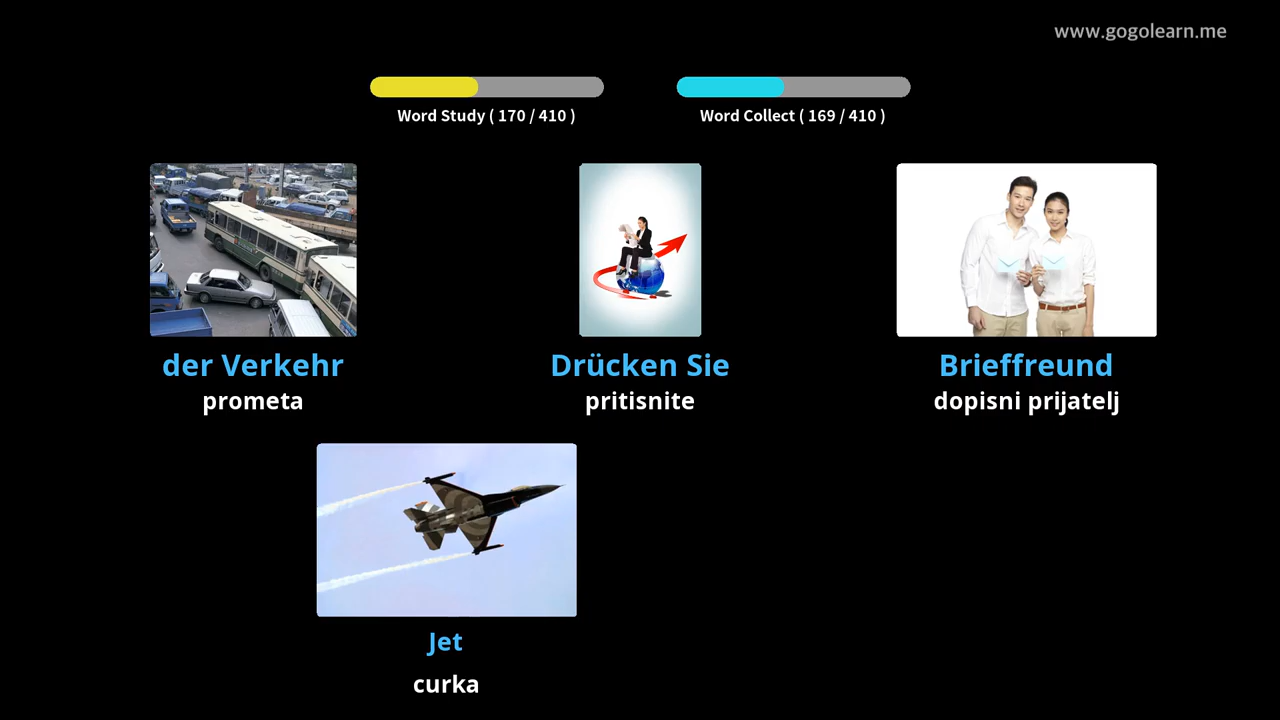 www.gogolearn.me
Word Study ( 170 / 410 )
Word Collect ( 169 / 410 )
der Verkehr
prometa
Drücken Sie
pritisnite
Brieffreund
dopisni prijatelj
Jet
curka